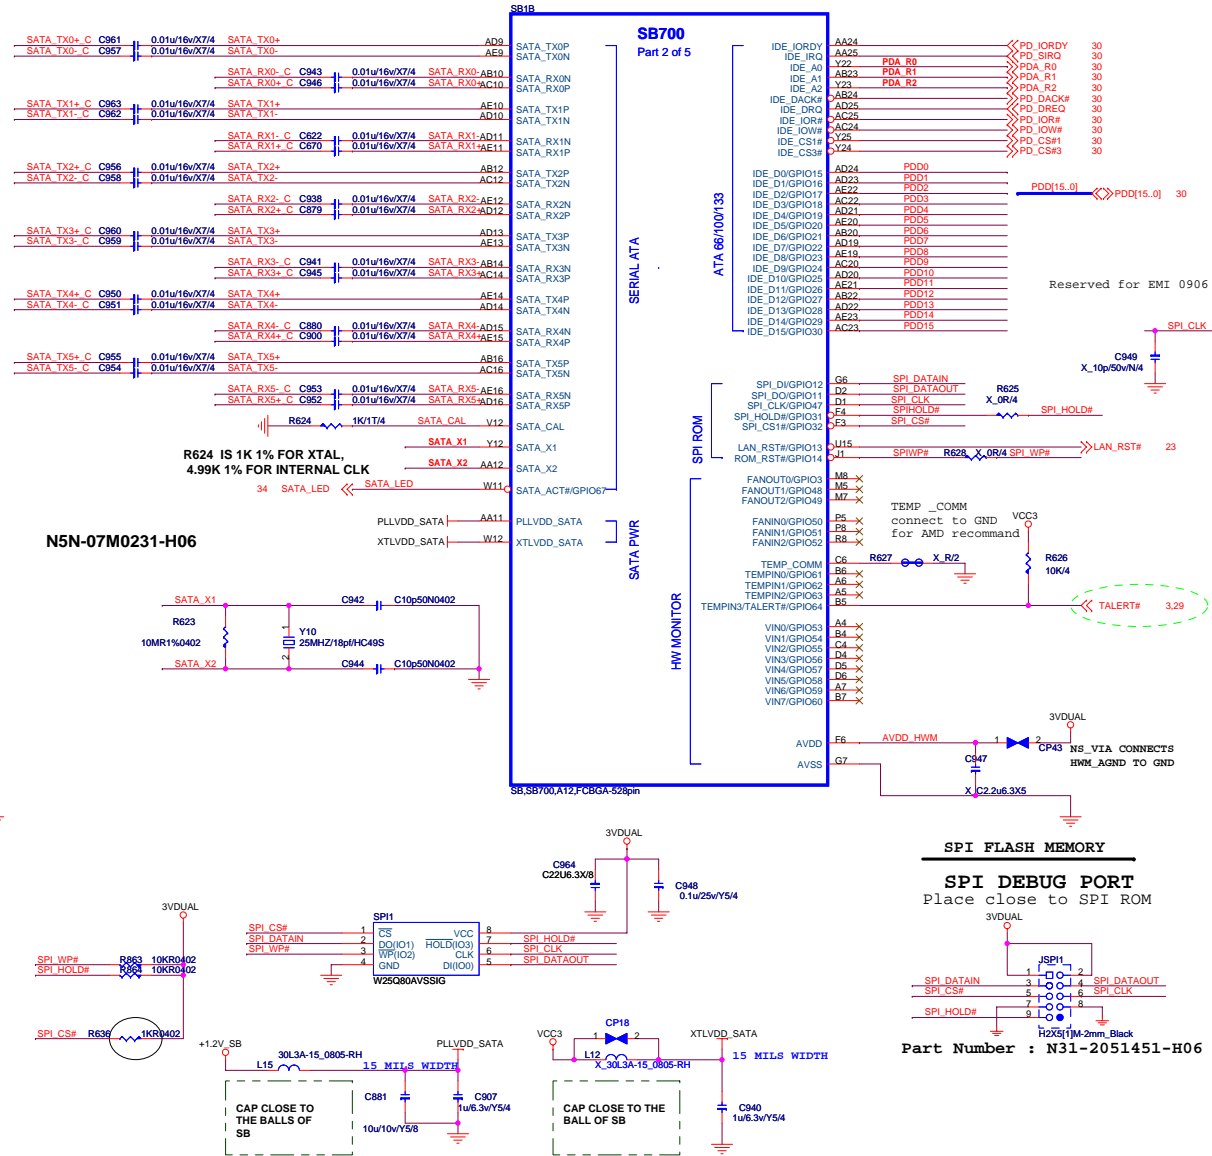 SB1B
SB700
Part 2 of 5
SATA_TX0+_C C961 0.01u/16v/X7/4 SATA_TX0+ AD9 SATA_TX0P
SATA_TX0-_C C957 0.01u/16v/X7/4 SATA_TX0- AE9 SATA_TX0N
SATA_RX0-_C C943 0.01u/16v/X7/4 SATA_RX0- AB10 SATA_RX0N
SATA_RX0+_C C946 0.01u/16v/X7/4 SATA_RX0+ AC10 SATA_RX0P
SATA_TX1+_C C963 0.01u/16v/X7/4 SATA_TX1+ AE10 SATA_TX1P
SATA_TX1-_C C962 0.01u/16v/X7/4 SATA_TX1- AD10 SATA_TX1N
SATA_RX1-_C C622 0.01u/16v/X7/4 SATA_RX1- AD11 SATA_RX1N
SATA_RX1+_C C670 0.01u/16v/X7/4 SATA_RX1+ AE11 SATA_RX1P
SATA_TX2+_C C956 0.01u/16v/X7/4 SATA_TX2+ AB12 SATA_TX2P
SATA_TX2-_C C958 0.01u/16v/X7/4 SATA_TX2- AC12 SATA_TX2N
SATA_RX2-_C C938 0.01u/16v/X7/4 SATA_RX2- AE12 SATA_RX2N
SATA_RX2+_C C879 0.01u/16v/X7/4 SATA_RX2+ AD12 SATA_RX2P
SATA_TX3+_C C960 0.01u/16v/X7/4 SATA_TX3+ AD13 SATA_TX3P
SATA_TX3-_C C959 0.01u/16v/X7/4 SATA_TX3- AE13 SATA_TX3N
SATA_RX3-_C C941 0.01u/16v/X7/4 SATA_RX3- AB14 SATA_RX3N
SATA_RX3+_C C945 0.01u/16v/X7/4 SATA_RX3+ AC14 SATA_RX3P
SATA_TX4+_C C950 0.01u/16v/X7/4 SATA_TX4+ AE14 SATA_TX4P
SATA_TX4-_C C951 0.01u/16v/X7/4 SATA_TX4- AD14 SATA_TX4N
SATA_RX4-_C C880 0.01u/16v/X7/4 SATA_RX4- AD15 SATA_RX4N
SATA_RX4+_C C900 0.01u/16v/X7/4 SATA_RX4+ AE15 SATA_RX4P
SATA_TX5+_C C955 0.01u/16v/X7/4 SATA_TX5+ AB16 SATA_TX5P
SATA_TX5-_C C954 0.01u/16v/X7/4 SATA_TX5- AC16 SATA_TX5N
SATA_RX5-_C C953 0.01u/16v/X7/4 SATA_RX5- AE16 SATA_RX5N
SATA_RX5+_C C952 0.01u/16v/X7/4 SATA_RX5+ AD16 SATA_RX5P
R624 1K/1T/4 SATA_CAL V12 SATA_CAL
SATA_X1 Y12 SATA_X1
SATA_X2 AA12 SATA_X2
R624 IS 1K 1% FOR XTAL,
4.99K 1% FOR INTERNAL CLK
34 SATA_LED SATA_LED W11 SATA_ACT#/GPIO67
PLLVDD_SATA AA11 PLLVDD_SATA
XTLVDD_SATA W12 XTLVDD_SATA
N5N-07M0231-H06
SERIAL ATA
SATA PWR
ATA 66/100/133
SPI ROM
HW MONITOR
IDE_IORDY AA24 PD_IORDY 30
IDE_IRQ AA25 PD_SIRQ 30
IDE_A0 Y22 PDA_R0 PDA_R0 30
IDE_A1 AB23 PDA_R1 PDA_R1 30
IDE_A2 Y23 PDA_R2 PDA_R2 30
IDE_DACK# AB24 PD_DACK# 30
IDE_DRQ AD25 PD_DREQ 30
IDE_IOR# AC25 PD_IOR# 30
IDE_IOW# AC24 PD_IOW# 30
IDE_CS1# Y25 PD_CS#1 30
IDE_CS3# Y24 PD_CS#3 30
IDE_D0/GPIO15 AD24 PDD0
IDE_D1/GPIO16 AD23 PDD1
IDE_D2/GPIO17 AE22 PDD2
IDE_D3/GPIO18 AC22 PDD3
IDE_D4/GPIO19 AD21 PDD4
IDE_D5/GPIO20 AE20 PDD5
IDE_D6/GPIO21 AB20 PDD6
IDE_D7/GPIO22 AD19 PDD7
IDE_D8/GPIO23 AE19 PDD8
IDE_D9/GPIO24 AC20 PDD9
IDE_D10/GPIO25 AD20 PDD10
IDE_D11/GPIO26 AE21 PDD11
IDE_D12/GPIO27 AB22 PDD12
IDE_D13/GPIO28 AD22 PDD13
IDE_D14/GPIO29 AE23 PDD14
IDE_D15/GPIO30 AC23 PDD15
PDD[15..0] PDD[15..0] 30
Reserved for EMI 0906
SPI_CLK
C949
X_10p/50v/N/4
SPI_DI/GPIO12 G6 SPI_DATAIN
SPI_DO/GPIO11 D2 SPI_DATAOUT
SPI_CLK/GPIO47 D1 SPI_CLK
SPI_HOLD#/GPIO31 F4 SPIHOLD# R625 X_0R/4 SPI_HOLD#
SPI_CS1#/GPIO32 F3 SPI_CS#
LAN_RST#/GPIO13 U15 LAN_RST# 23
ROM_RST#/GPIO14 J1 SPIWP# R628 X_0R/4 SPI_WP#
FANOUT0/GPIO3 M8
FANOUT1/GPIO48 M5
FANOUT2/GPIO49 M7
FANIN0/GPIO50 P5
FANIN1/GPIO51 P8
FANIN2/GPIO52 R8
TEMP _COMM
connect to GND
for AMD recommand
VCC3
R626
10K/4
TEMP_COMM C6 R627 X_R/2
TEMPIN0/GPIO61 B6
TEMPIN1/GPIO62 A6
TEMPIN2/GPIO63 A5
TEMPIN3/TALERT#/GPIO64 B5 TALERT# 3,29
VIN0/GPIO53 A4
VIN1/GPIO54 B4
VIN2/GPIO55 C4
VIN3/GPIO56 D4
VIN4/GPIO57 D5
VIN5/GPIO58 D6
VIN6/GPIO59 A7
VIN7/GPIO60 B7
AVDD F6 AVDD_HWM 1 2 3VDUAL
CP43
AVSS G7
NS_VIA CONNECTS
HWM_AGND TO GND
C947
X_C2.2u6.3X5
SB,SB700,A12,FCBGA-528pin
SATA_X1 C942 C10p50N0402
R623
10MR1%0402
1 Y10
25MHZ/18pf/HC49S
2
SATA_X2 C944 C10p50N0402
3VDUAL
C964
C22U6.3X/8
C948
0.1u/25v/Y5/4
SPI1
SPI_CS# 1 CS VCC 8
SPI_DATAIN 2 DO(IO1) HOLD(IO3) 7 SPI_HOLD#
SPI_WP# 3 WP(IO2) CLK 6 SPI_CLK
4 GND DI(IO0) 5 SPI_DATAOUT
W25Q80AVSSIG
3VDUAL
SPI_WP# R863 10KR0402
SPI_HOLD# R864 10KR0402
SPI_CS# R636 1KR0402
SPI FLASH MEMORY
SPI DEBUG PORT
Place close to SPI ROM
3VDUAL
JSPI1
1 2
SPI_DATAIN 3 4 SPI_DATAOUT
SPI_CS# 5 6 SPI_CLK
7 8
SPI_HOLD# 9
H2X5[1]M-2mm_Black
Part Number : N31-2051451-H06
+1.2V_SB
L15 30L3A-15_0805-RH
PLLVDD_SATA
15 MILS WIDTH
C881
10u/10v/Y5/8
C907
1u/6.3v/Y5/4
CAP CLOSE TO
THE BALLS OF
SB
VCC3
CP18
1 2
L12
X_30L3A-15_0805-RH
XTLVDD_SATA
15 MILS WIDTH
C940
1u/6.3v/Y5/4
CAP CLOSE TO THE
BALL OF SB